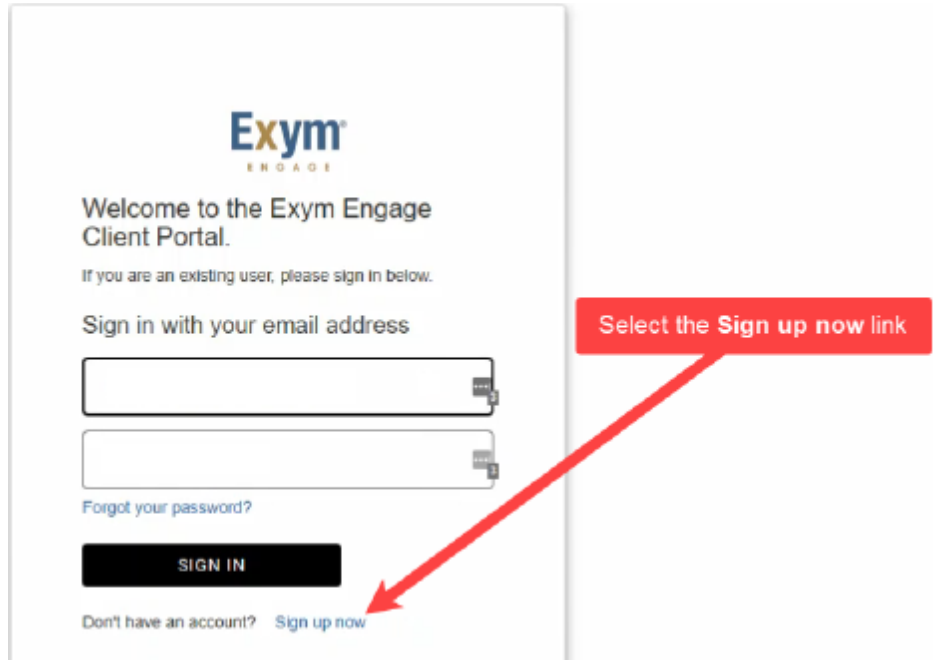 Exym®
ENGAGE
Welcome to the Exym Engage
Client Portal.
If you are an existing user, please sign in below.
Sign in with your email address
Select the Sign up now link
Forgot your password?
SIGN IN
Don't have an account? Sign up now